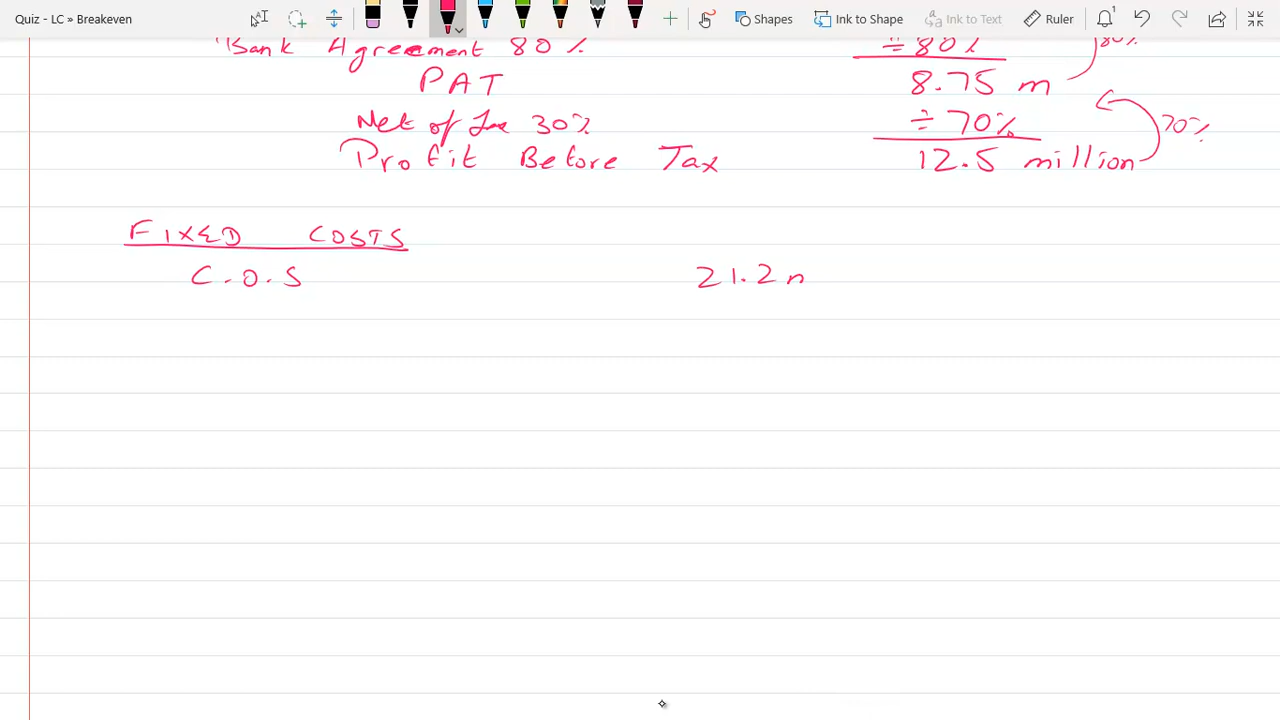 Quiz - LC » Breakeven
Shapes
Ink to Shape
Ink to Text
Ruler
1
Bank Agreement 80%
÷ 80%
80%
PAT
8.75 m
Net of Tax 30%
÷ 70%
70%
Profit Before Tax
12.5 million
FIXED COSTS
C.O.S
21.2 n